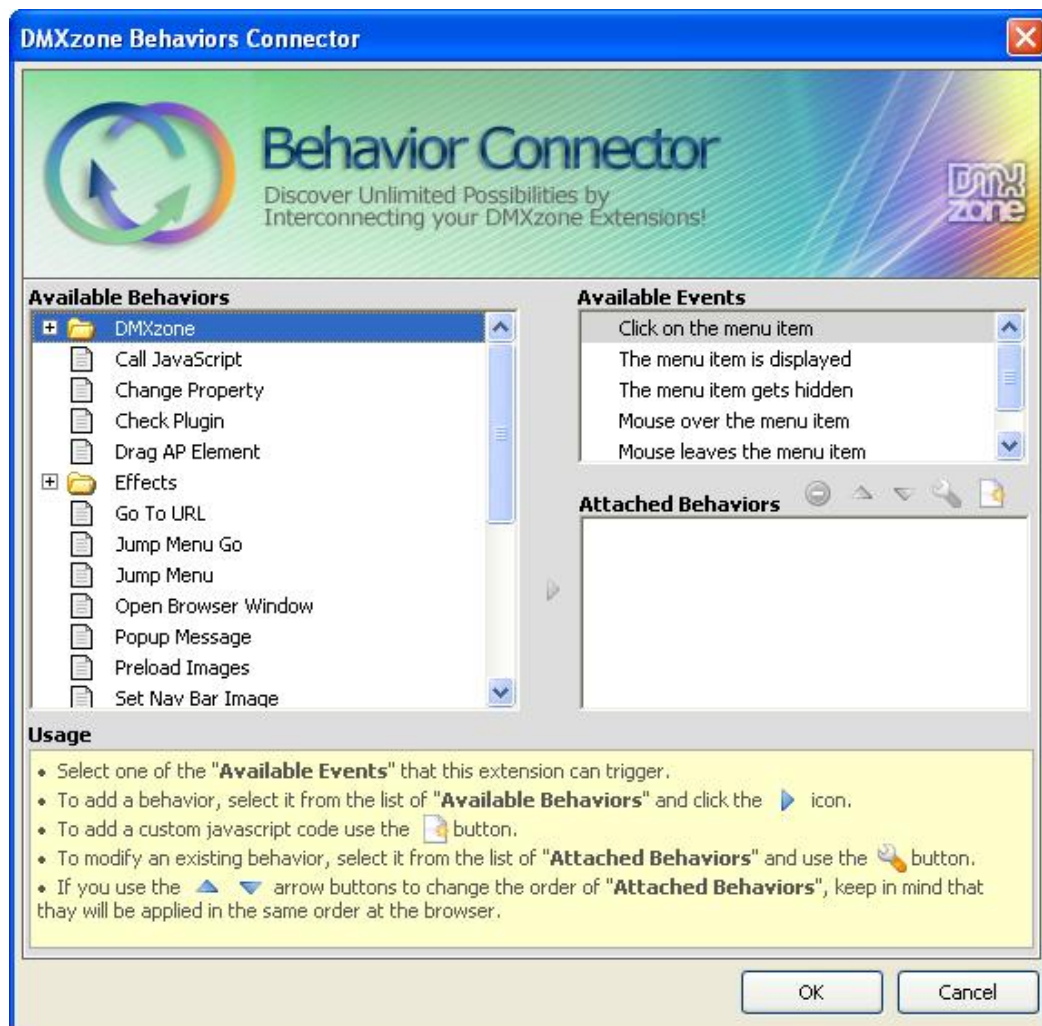 DMXzone Behaviors Connector
Behavior Connector
Discover Unlimited Possibilities by
Interconnecting your DMXzone Extensions!
DMX
zone
Available Behaviors
DMXzone
Call JavaScript
Change Property
Check Plugin
Drag AP Element
Effects
Go To URL
Jump Menu Go
Jump Menu
Open Browser Window
Popup Message
Preload Images
Set Nav Bar Image
Available Events
Click on the menu item
The menu item is displayed
The menu item gets hidden
Mouse over the menu item
Mouse leaves the menu item
Attached Behaviors
Usage
• Select one of the "Available Events" that this extension can trigger.
• To add a behavior, select it from the list of "Available Behaviors" and click the icon.
• To add a custom javascript code use the button.
• To modify an existing behavior, select it from the list of "Attached Behaviors" and use the button.
• If you use the arrow buttons to change the order of "Attached Behaviors", keep in mind that
thay will be applied in the same order at the browser.
OK
Cancel